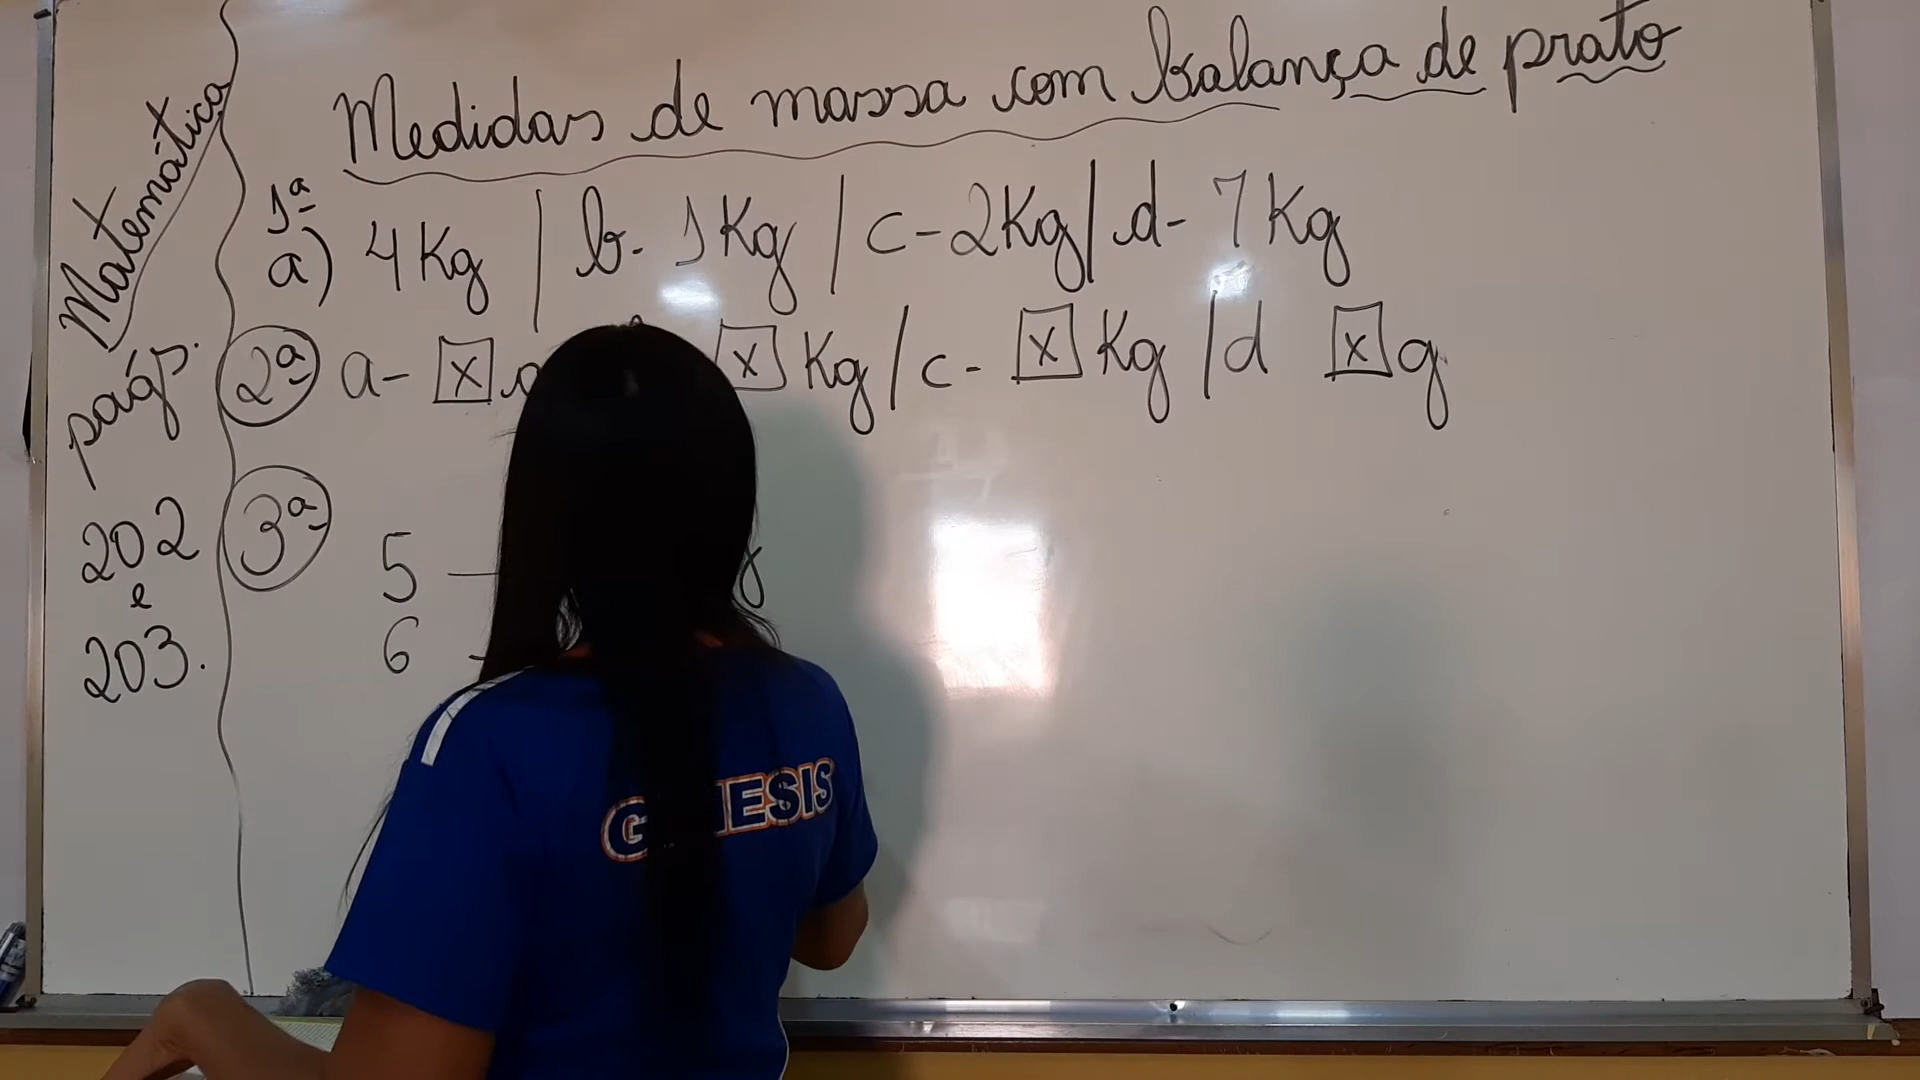 Matemática
págs.
202
e
203.
Medidas de massa com balança de prato
1ª
a) 4 Kg / b- 1 Kg / c- 2 Kg / d- 7 Kg
2ª a- x x Kg / c- x Kg / d x g
3ª
5 —
6 -
GENESIS